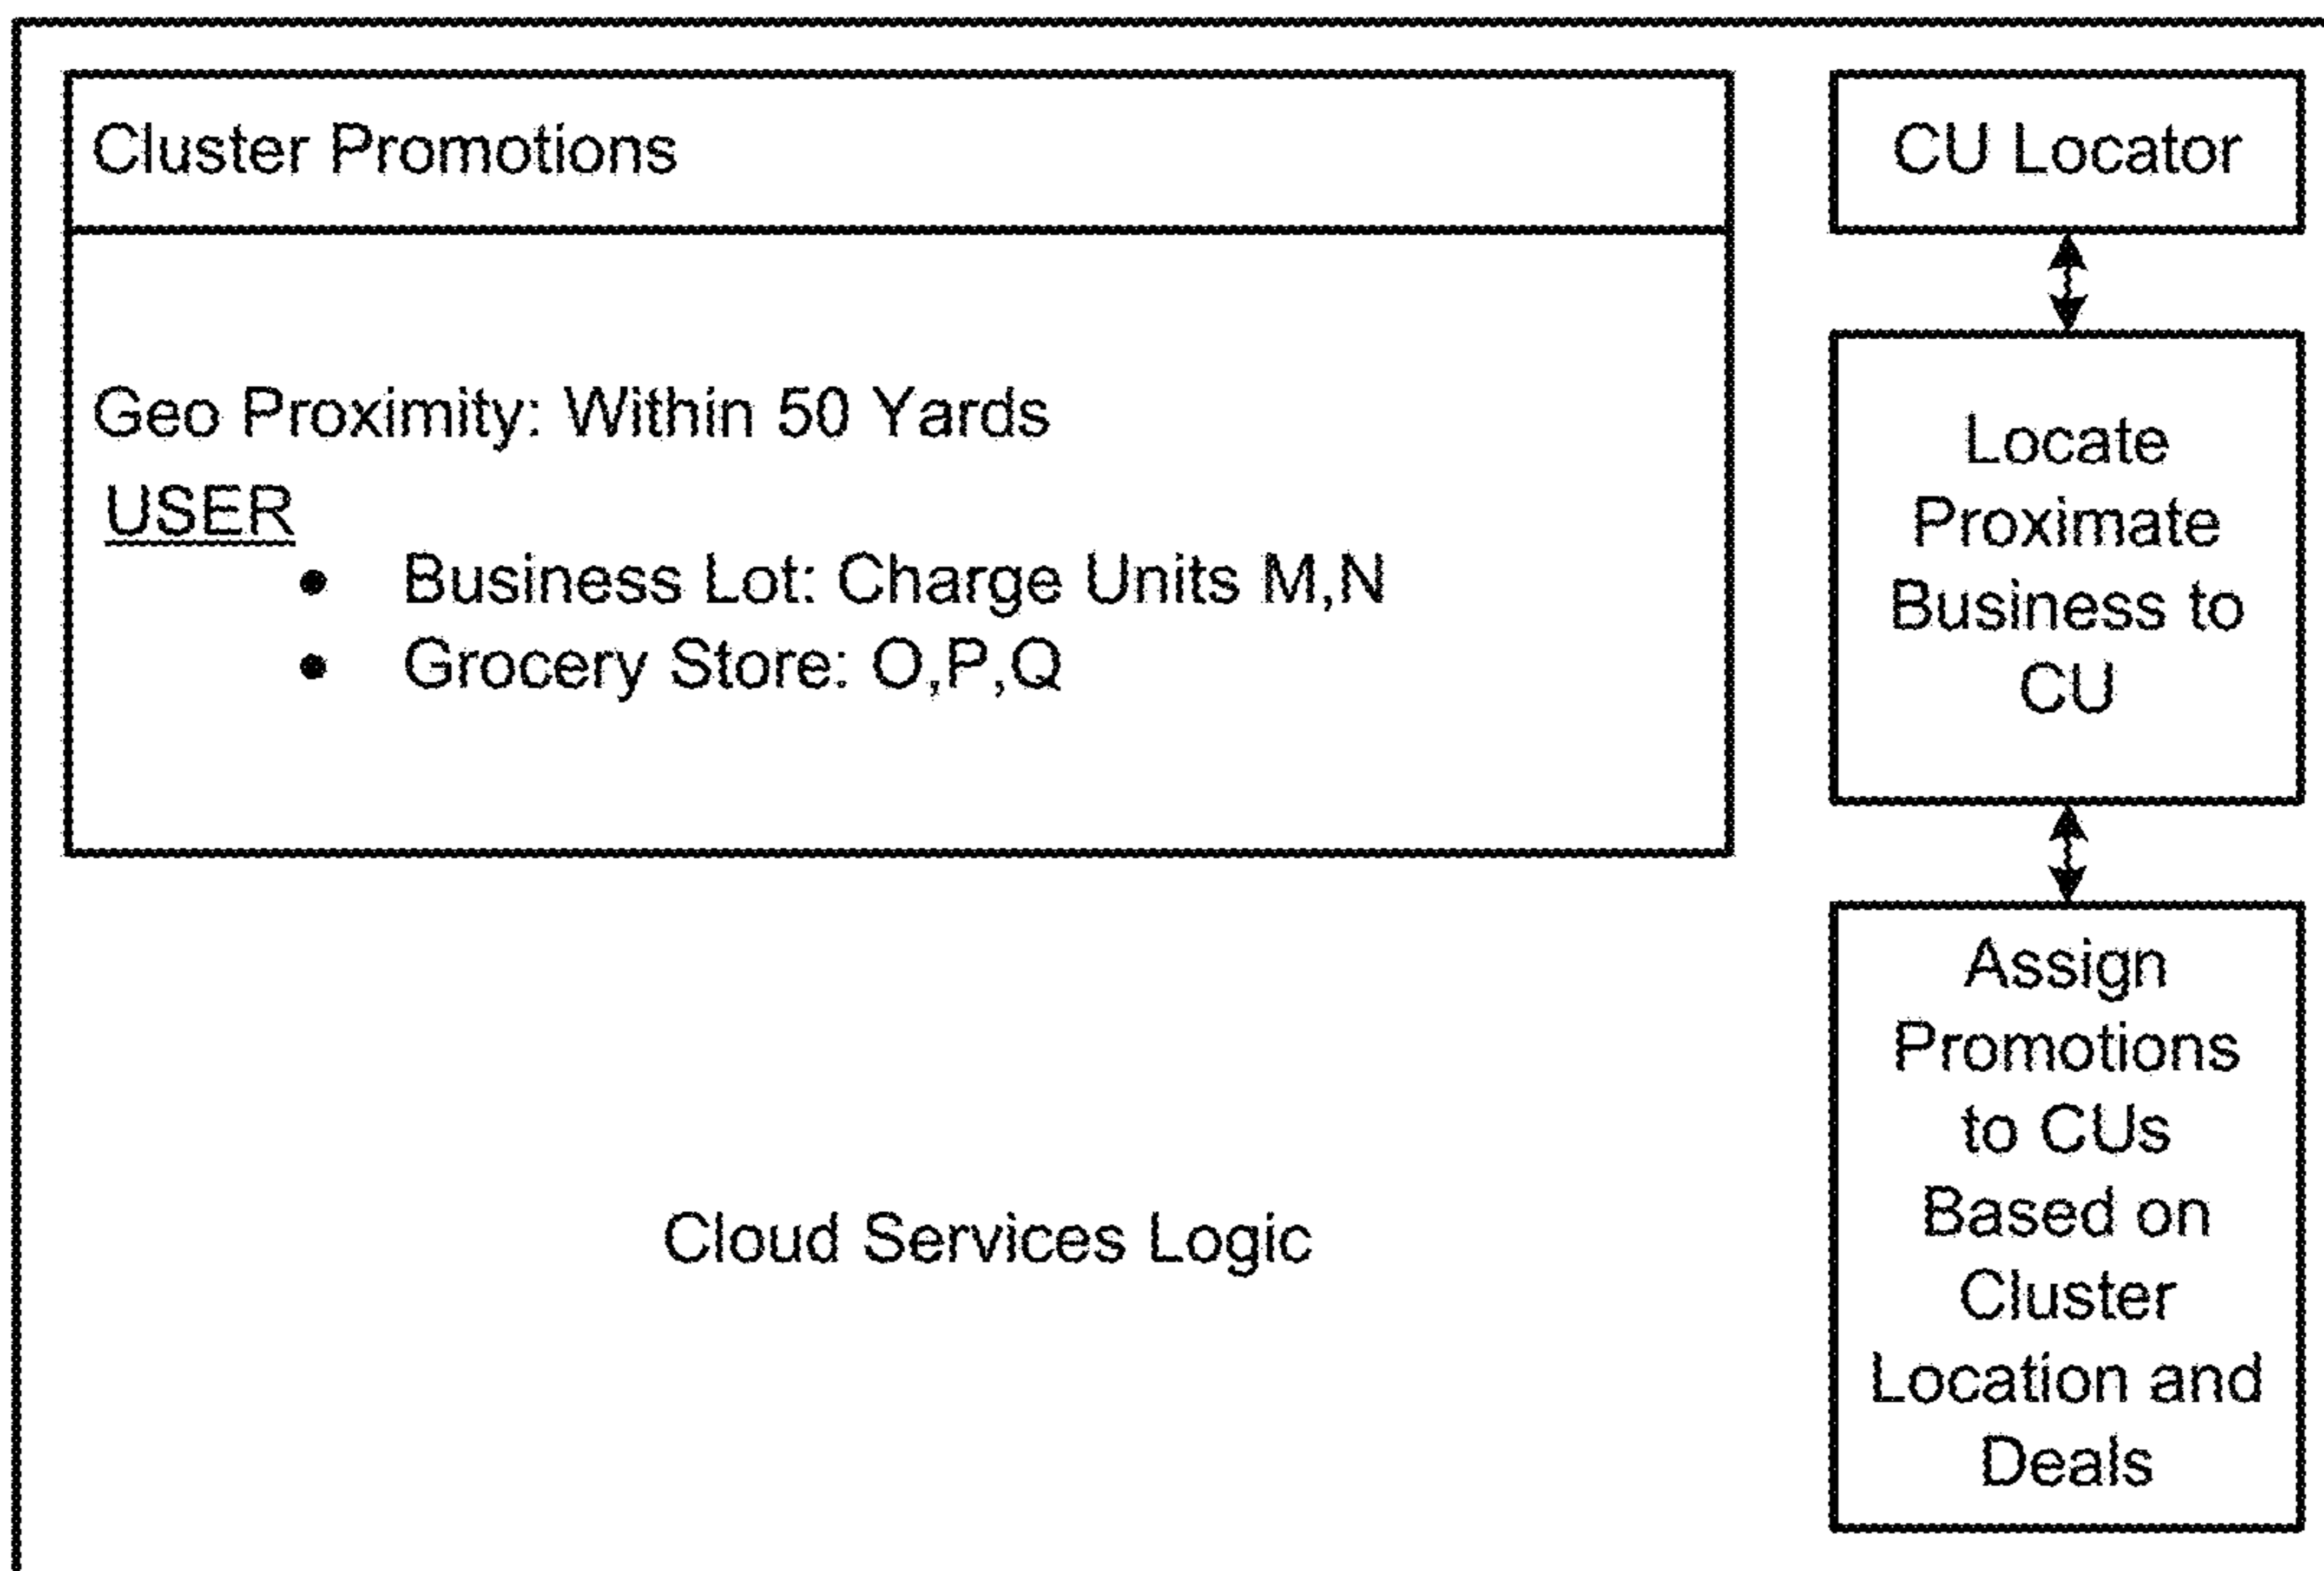 Cluster Promotions
Geo Proximity: Within 50 Yards
USER
• Business Lot: Charge Units M,N
• Grocery Store: O,P,Q
Cloud Services Logic
CU Locator
Locate
Proximate
Business to
CU
Assign
Promotions
to CUs
Based on
Cluster
Location and
Deals